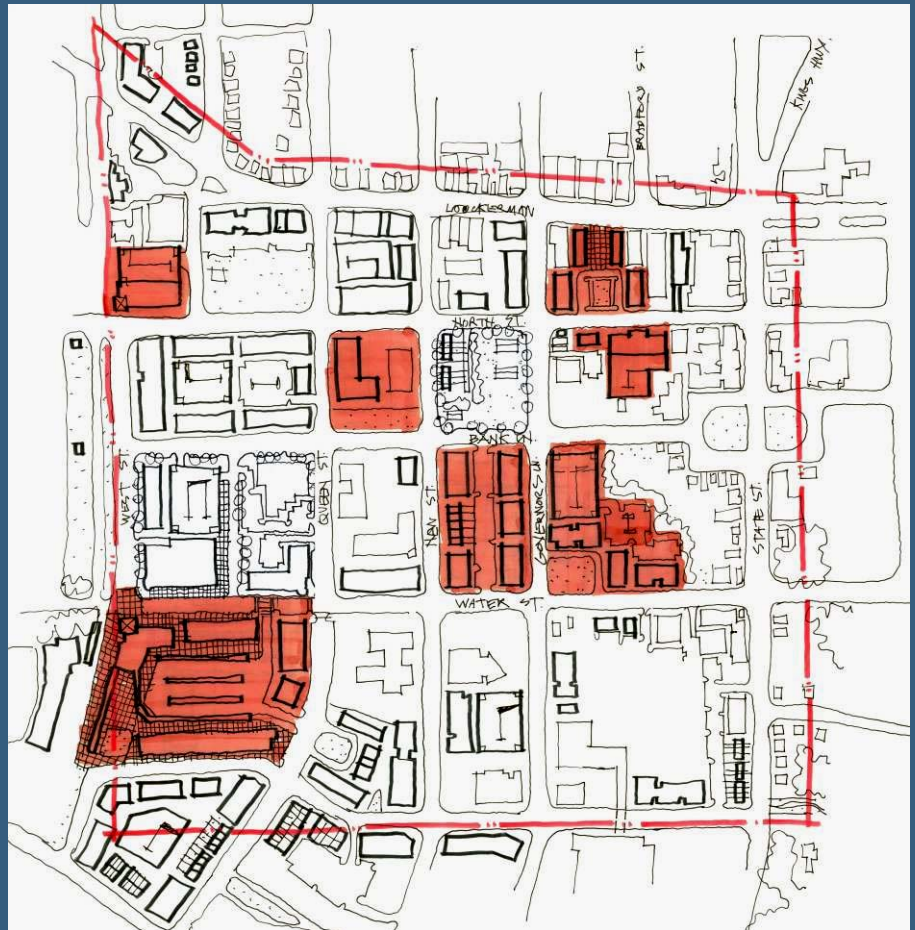 BRADFORD ST.
KINGS HWY.
LOOCKERMAN
NORTH ST.
BANK LN.
WEST ST.
QUEEN ST.
NEW ST.
GOVERNORS
STATE ST.
WATER ST.